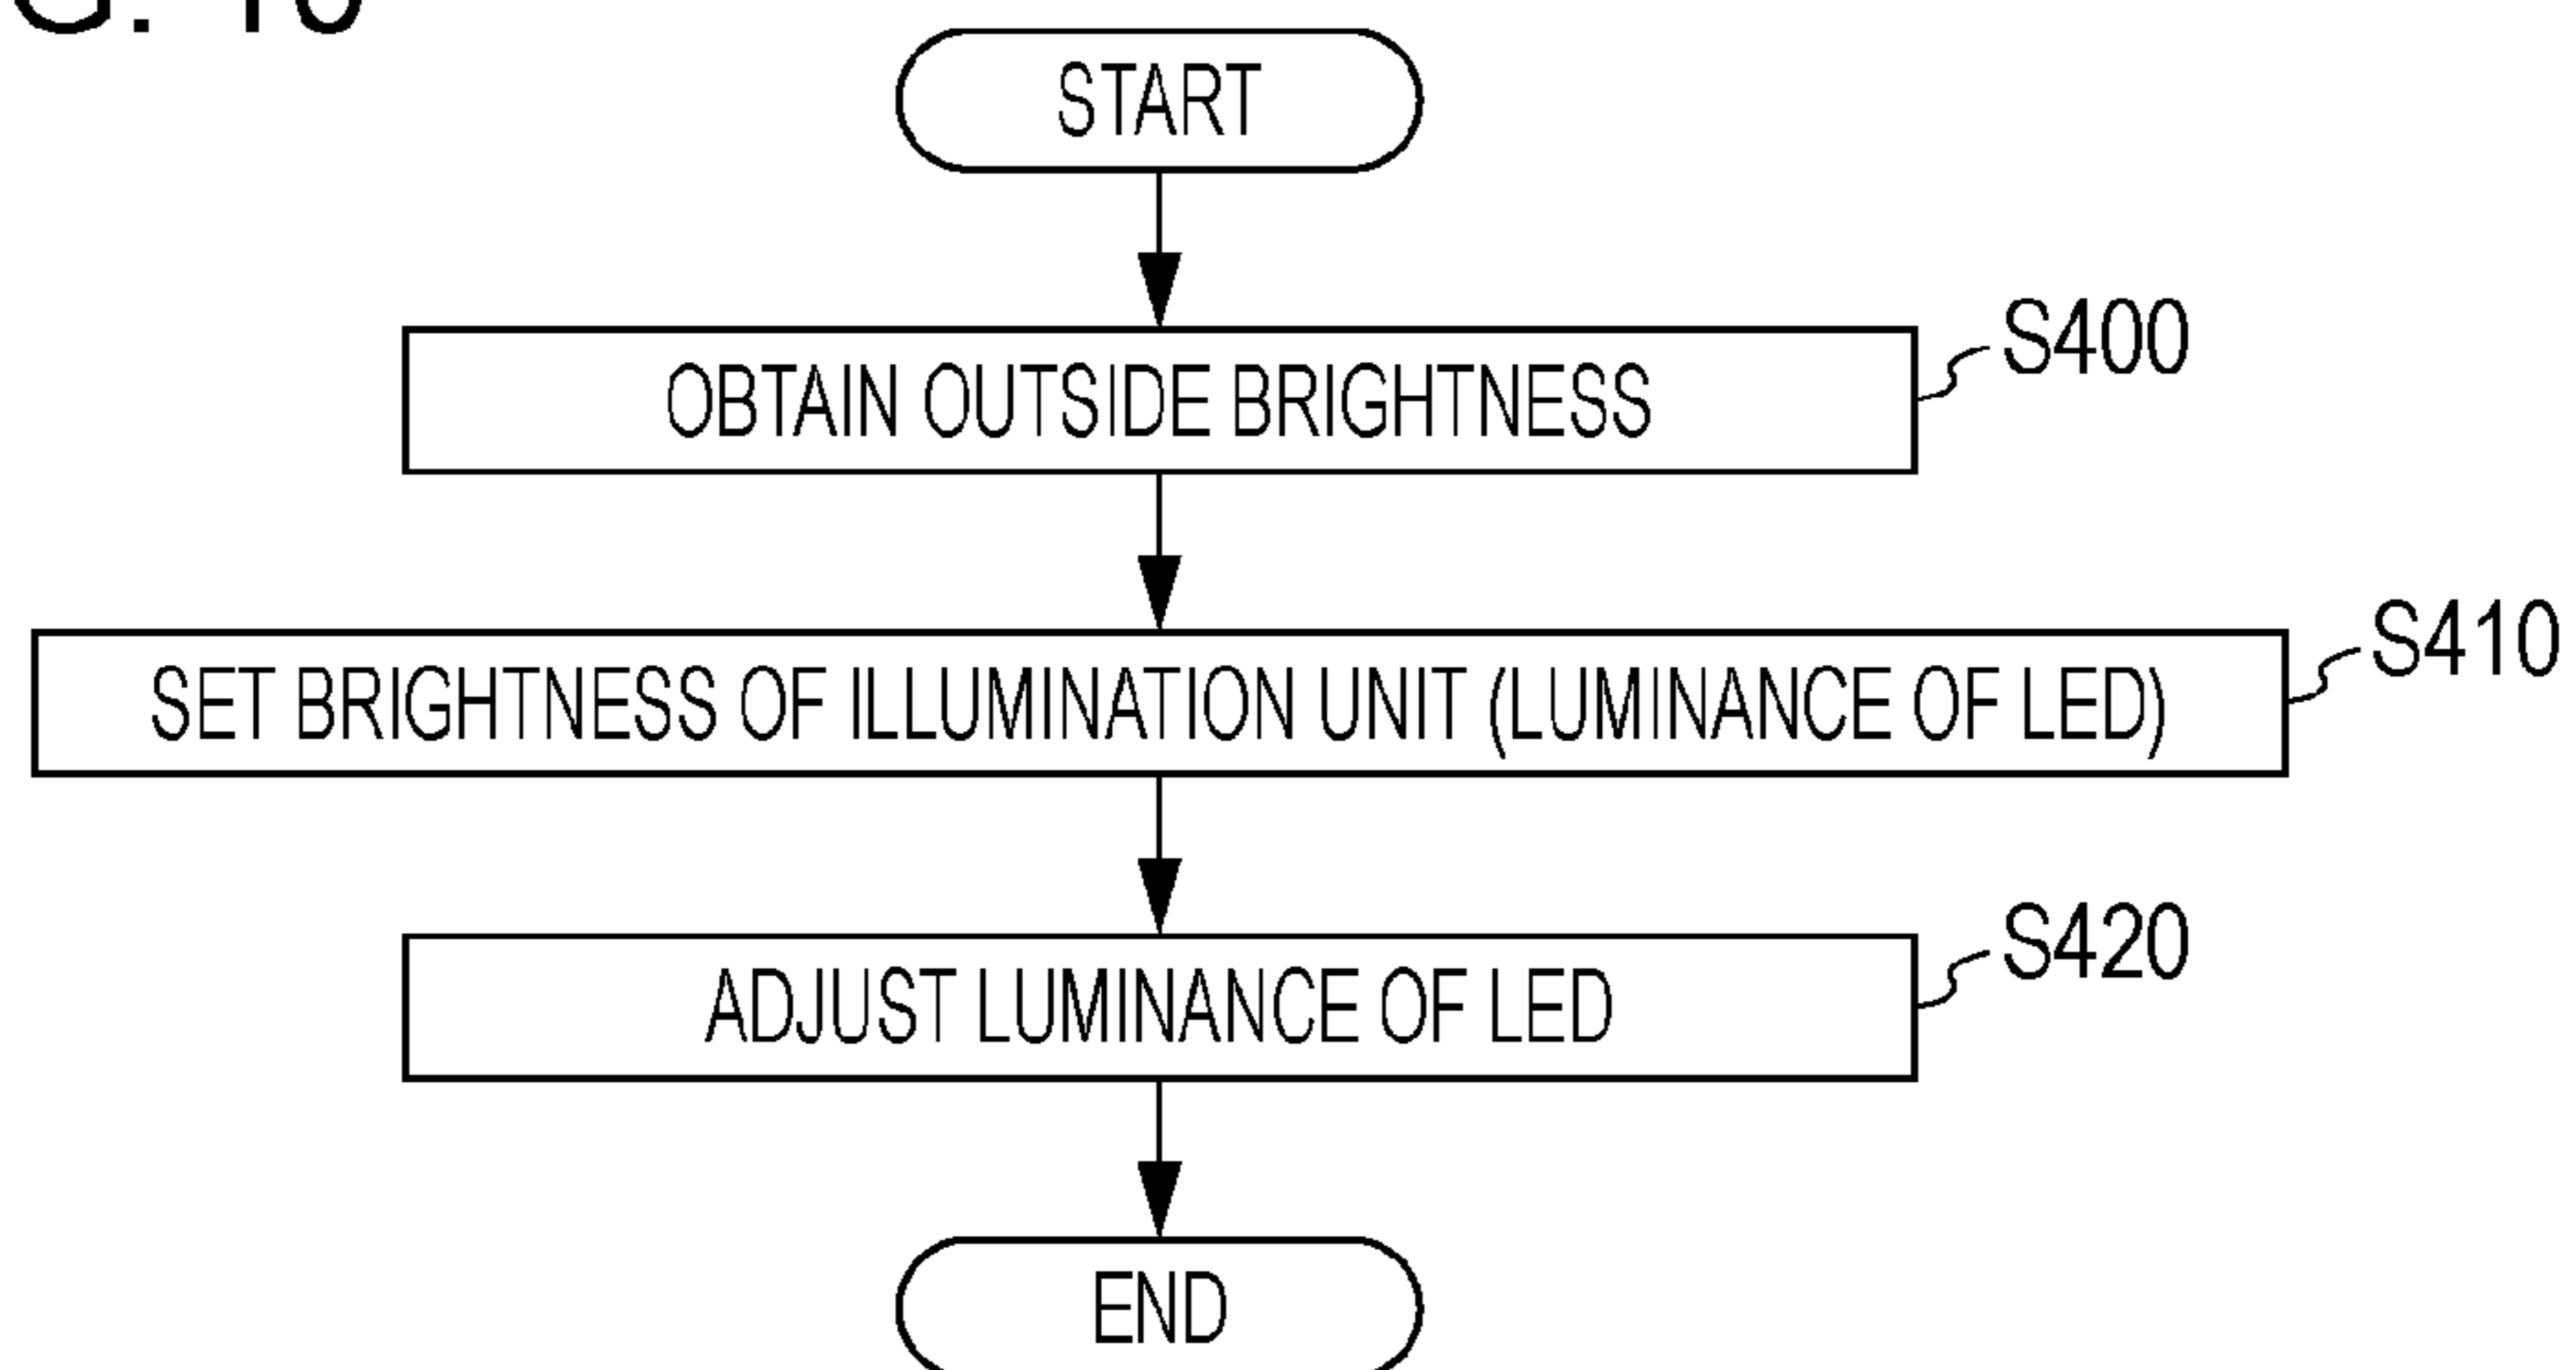 START
OBTAIN OUTSIDE BRIGHTNESS
S400
SET BRIGHTNESS OF ILLUMINATION UNIT (LUMINANCE OF LED)
S410
ADJUST LUMINANCE OF LED
S420
END